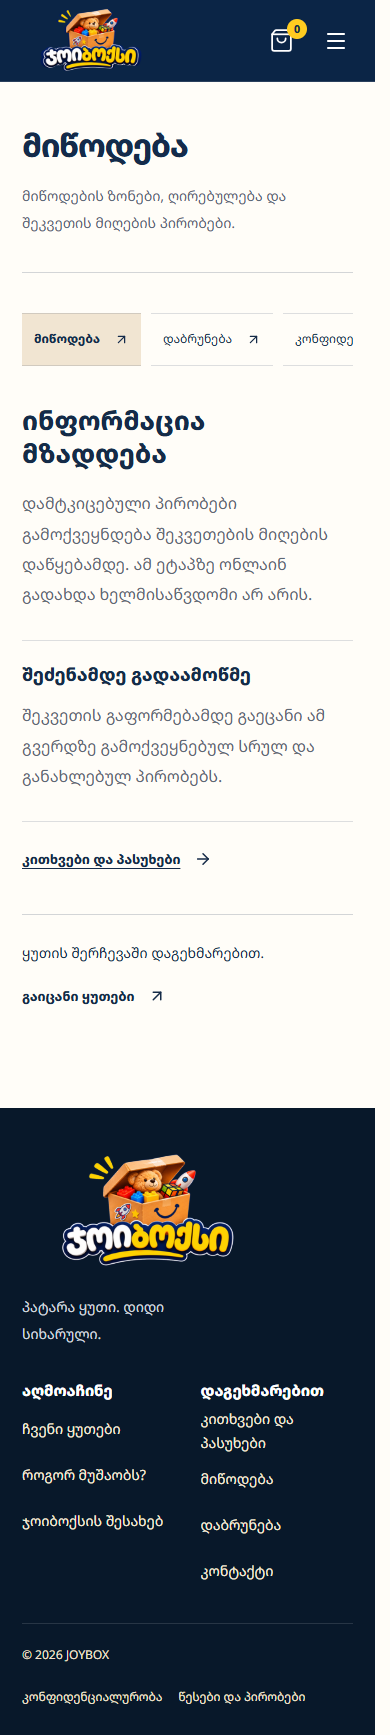 ჯოიბოქსი
0
მიწოდება
მიწოდების ზონები, ღირებულება და
შეკვეთის მიღების პირობები.
მიწოდება
დაბრუნება
კონფიდე
ინფორმაცია
მზადდება
დამტკიცებული პირობები
გამოქვეყნდება შეკვეთების მიღების
დაწყებამდე. ამ ეტაპზე ონლაინ
გადახდა ხელმისაწვდომი არ არის.
შეძენამდე გადაამოწმე
შეკვეთის გაფორმებამდე გაეცანი ამ
გვერდზე გამოქვეყნებულ სრულ და
განახლებულ პირობებს.
კითხვები და პასუხები
ყუთის შერჩევაში დაგეხმარებით.
გაიცანი ყუთები
ჯოიბოქსი
პატარა ყუთი. დიდი
სიხარული.
აღმოაჩინე
ჩვენი ყუთები
როგორ მუშაობს?
ჯოიბოქსის შესახებ
დაგეხმარებით
კითხვები და
პასუხები
მიწოდება
დაბრუნება
კონტაქტი
© 2026 JOYBOX
კონფიდენციალურობა
წესები და პირობები